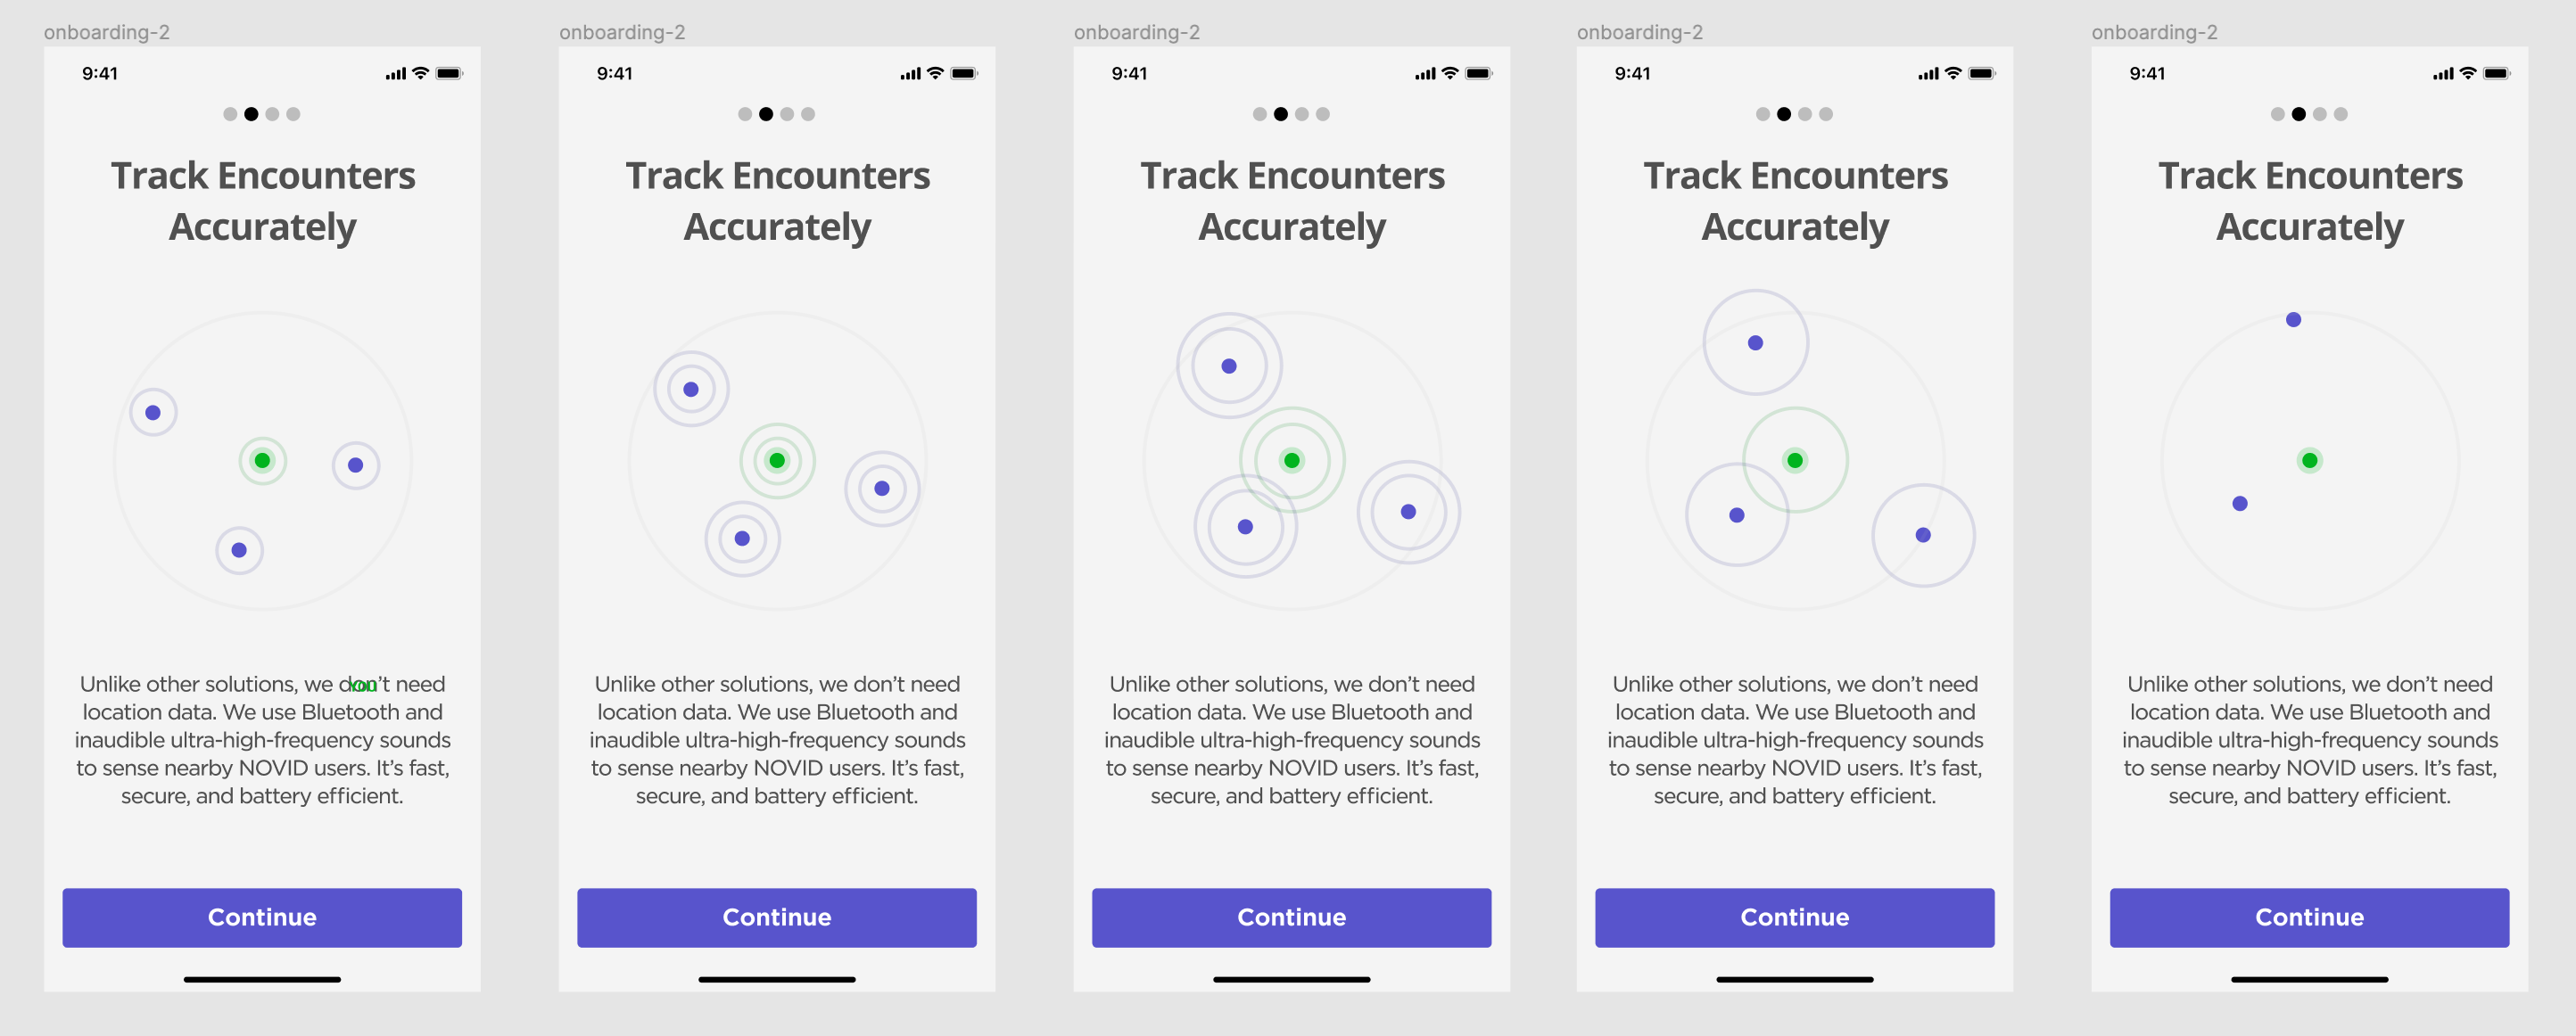 onboarding-2
9:41
Track Encounters
Accurately
Unlike other solutions, we don’t need
YOU
location data. We use Bluetooth and
inaudible ultra-high-frequency sounds
to sense nearby NOVID users. It’s fast,
secure, and battery efficient.
Continue
onboarding-2
9:41
Track Encounters
Accurately
Unlike other solutions, we don’t need
location data. We use Bluetooth and
inaudible ultra-high-frequency sounds
to sense nearby NOVID users. It’s fast,
secure, and battery efficient.
Continue
onboarding-2
9:41
Track Encounters
Accurately
Unlike other solutions, we don’t need
location data. We use Bluetooth and
inaudible ultra-high-frequency sounds
to sense nearby NOVID users. It’s fast,
secure, and battery efficient.
Continue
onboarding-2
9:41
Track Encounters
Accurately
Unlike other solutions, we don’t need
location data. We use Bluetooth and
inaudible ultra-high-frequency sounds
to sense nearby NOVID users. It’s fast,
secure, and battery efficient.
Continue
onboarding-2
9:41
Track Encounters
Accurately
Unlike other solutions, we don’t need
location data. We use Bluetooth and
inaudible ultra-high-frequency sounds
to sense nearby NOVID users. It’s fast,
secure, and battery efficient.
Continue